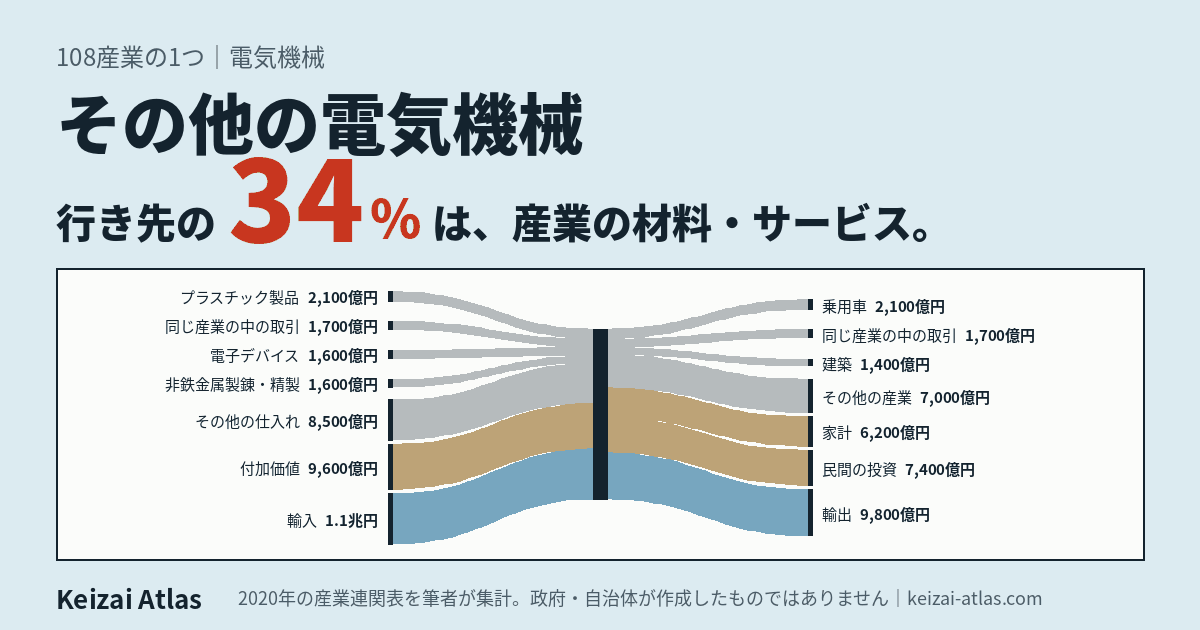 108産業の1つ｜電気機械
その他の電気機械
行き先の 34% は、産業の材料・サービス。
プラスチック製品 2,100億円
同じ産業の中の取引 1,700億円
電子デバイス 1,600億円
非鉄金属製錬・精製 1,600億円
その他の仕入れ 8,500億円
付加価値 9,600億円
輸入 1.1兆円
乗用車 2,100億円
同じ産業の中の取引 1,700億円
建築 1,400億円
その他の産業 7,000億円
家計 6,200億円
民間の投資 7,400億円
輸出 9,800億円
Keizai Atlas
2020年の産業連関表を筆者が集計。政府・自治体が作成したものではありません｜keizai-atlas.com